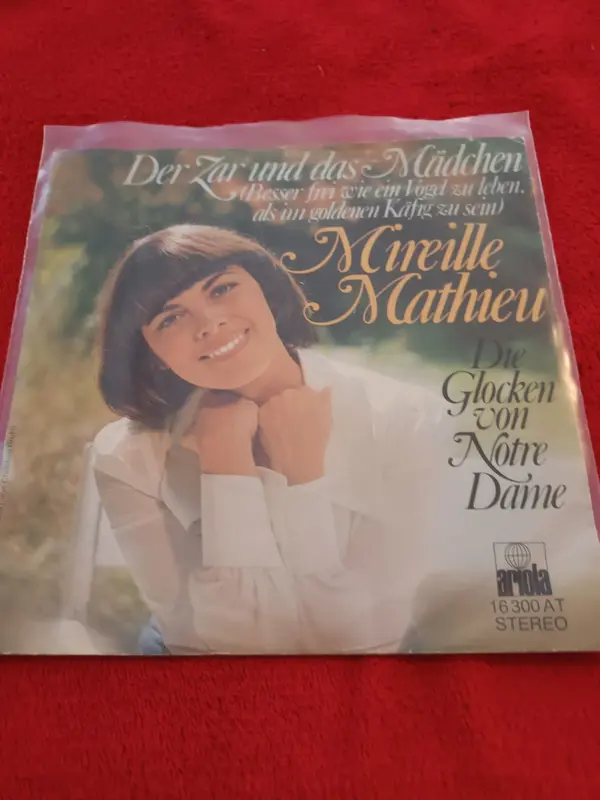 Der Zar und das Mädchen
(Besser frei wie ein Vogel zu leben,
als im goldenen Käfig zu sein)
Mireille
Mathieu
Die
Glocken
von
Notre
Dame
ariola
16 300 AT
STEREO